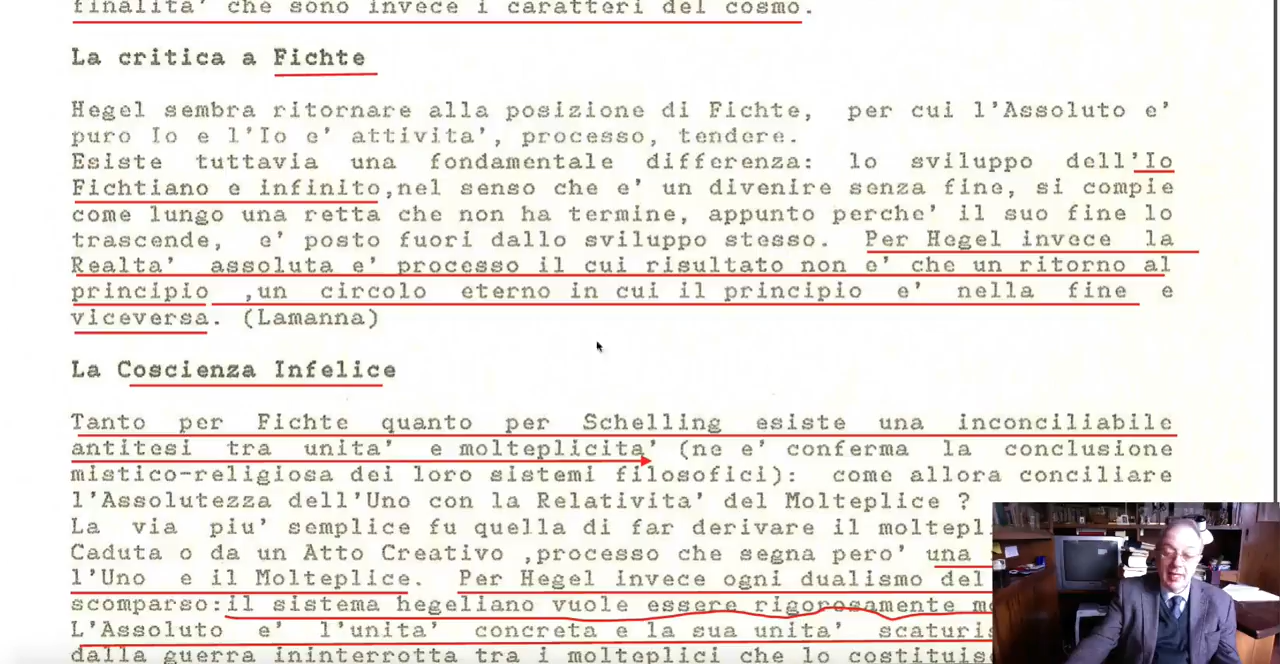 finalita' che sono invece i caratteri del cosmo.
La critica a Fichte
Hegel sembra ritornare alla posizione di Fichte, per cui l'Assoluto e'
puro Io e l'Io e' attivita', processo, tendere.
Esiste tuttavia una fondamentale differenza: lo sviluppo dell'Io
Fichtiano e infinito,nel senso che e' un divenire senza fine, si compie
come lungo una retta che non ha termine, appunto perche' il suo fine lo
trascende, e' posto fuori dallo sviluppo stesso. Per Hegel invece la
Realta' assoluta e' processo il cui risultato non e' che un ritorno al
principio ,un circolo eterno in cui il principio e' nella fine e
viceversa. (Lamanna)
La Coscienza Infelice
Tanto per Fichte quanto per Schelling esiste una inconciliabile
antitesi tra unita' e molteplicita' (ne e' conferma la conclusione
mistico-religiosa dei loro sistemi filosofici): come allora conciliare
l'Assolutezza dell'Uno con la Relativita' del Molteplice ?
La via piu' semplice fu quella di far derivare il moltepl
Caduta o da un Atto Creativo ,processo che segna pero' una
l'Uno e il Molteplice. Per Hegel Invece ogni dualismo del
scomparso:il sistema hegeliano vuole essere rigorosamente mo
L'Assoluto e' l'unita' concreta e la sua unita' scaturis
dalla guerra ininterrotta tra i molteplici che lo costituisc